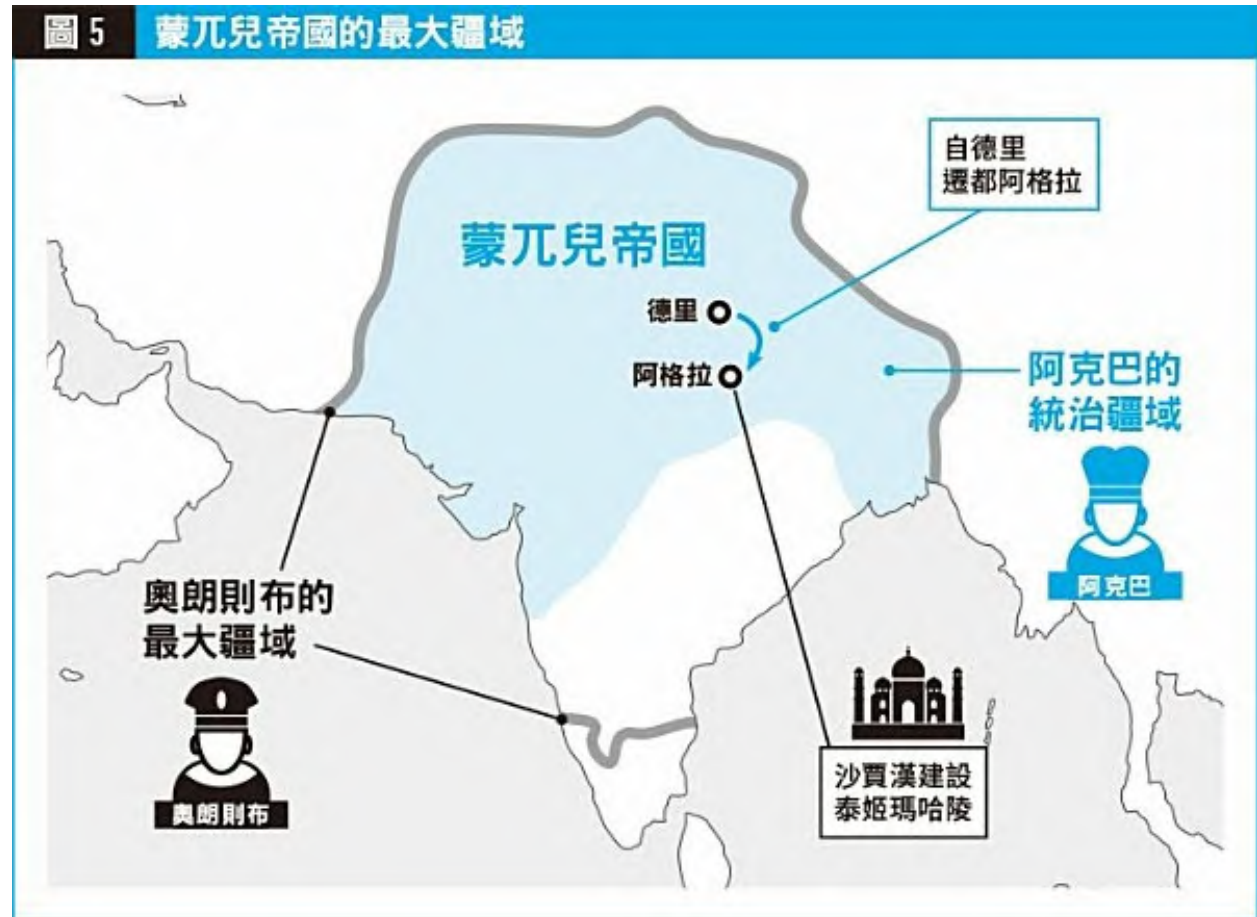 圖5 蒙兀兒帝國的最大疆域
自德里
遷都阿格拉
蒙兀兒帝國
德里
阿格拉
阿克巴的
統治疆域
阿克巴
奧朗則布的
最大疆域
奧朗則布
沙賈漢建設
泰姬瑪哈陵